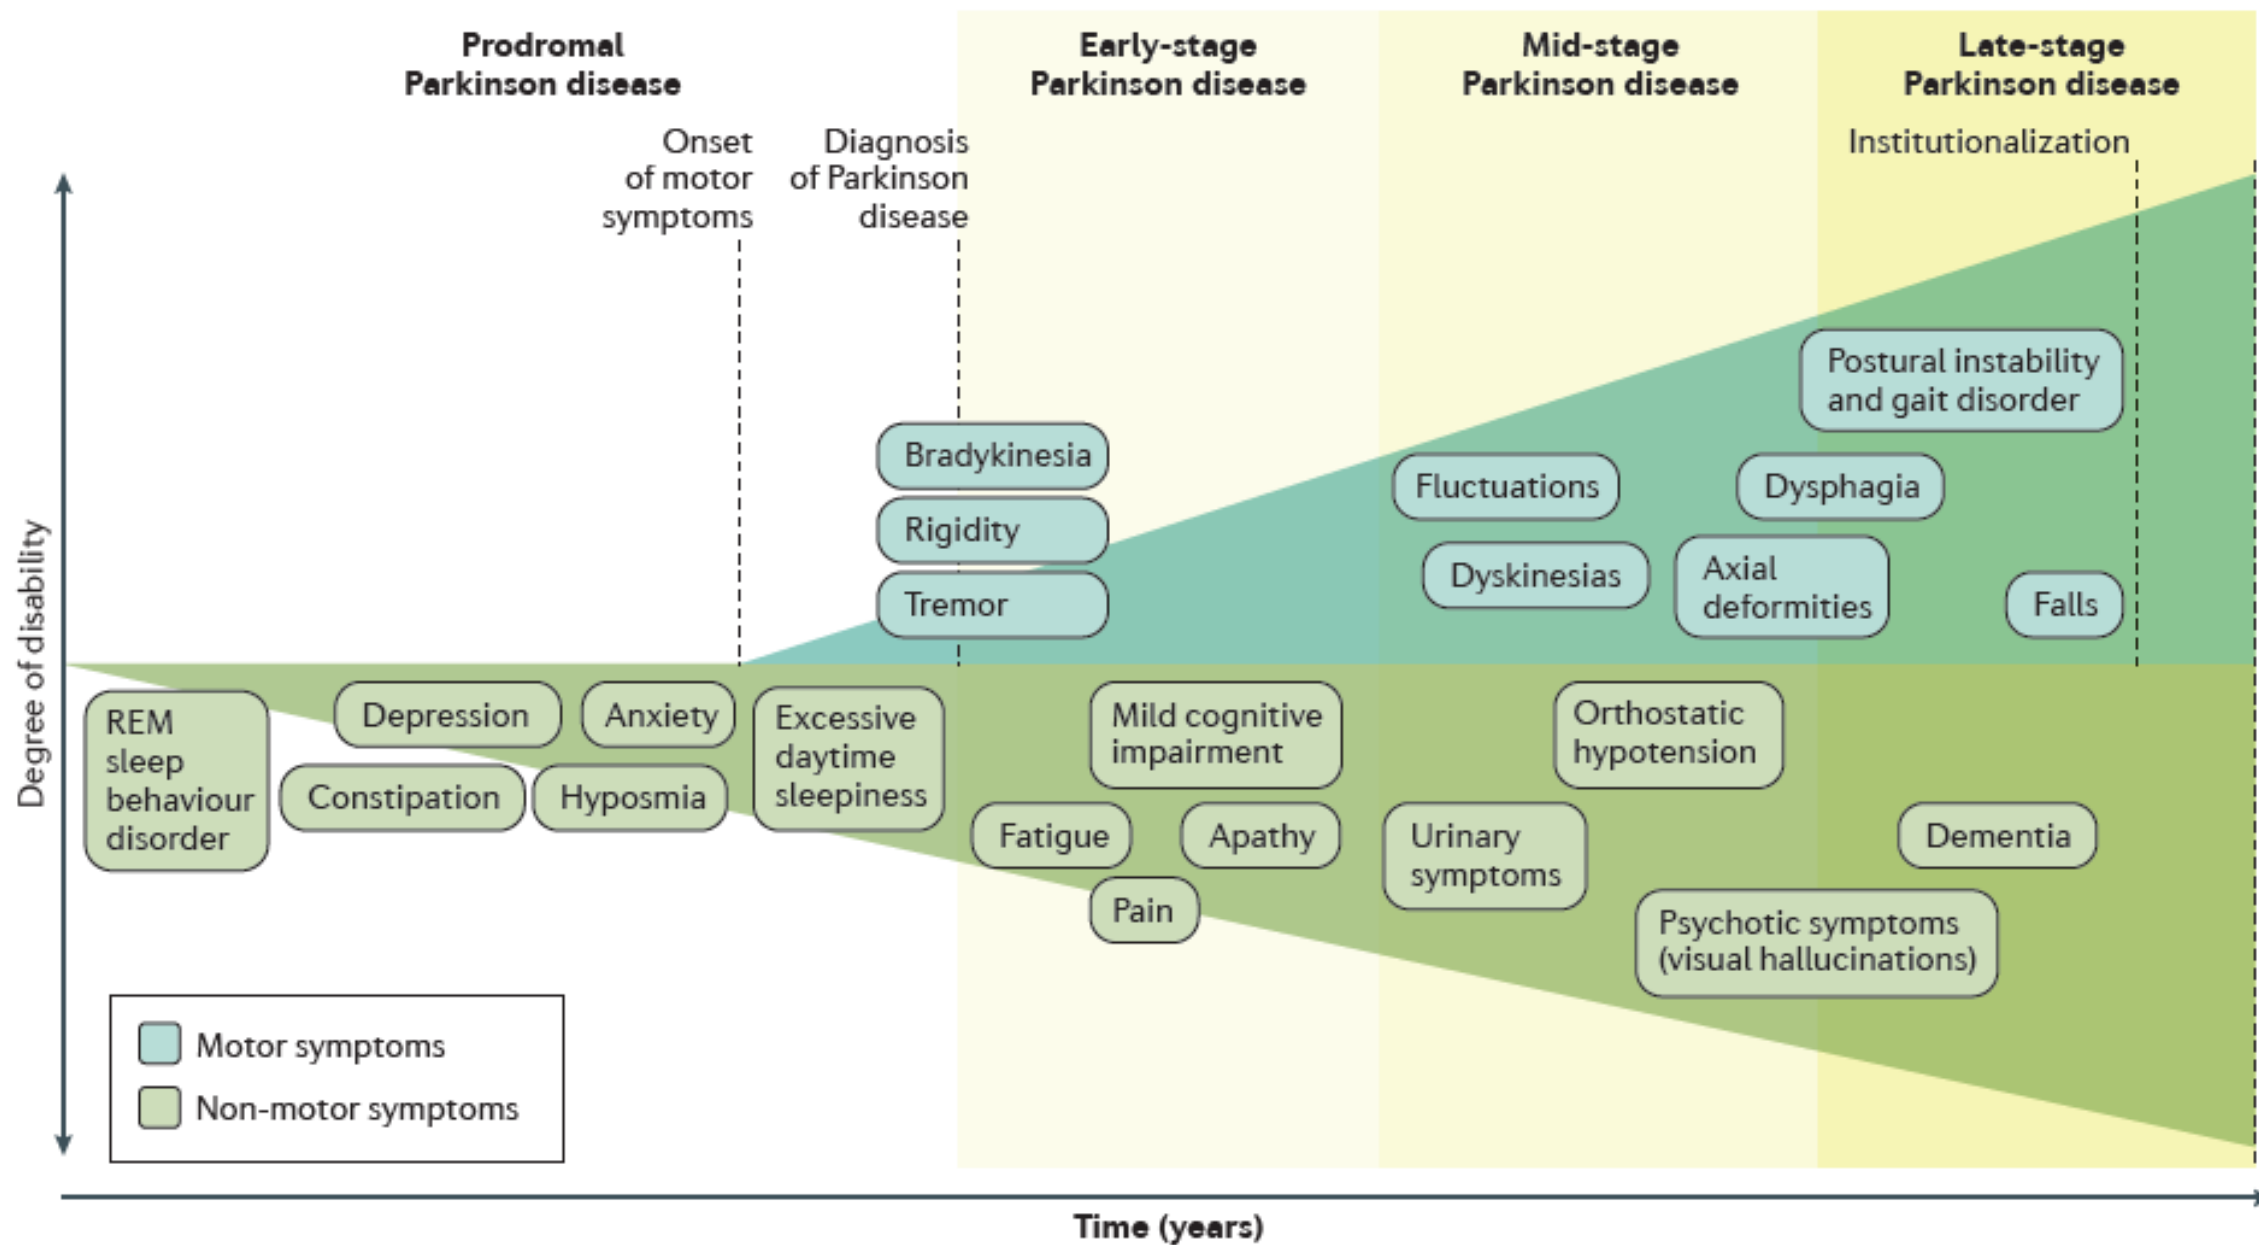 Prodromal
Parkinson disease
Early-stage
Parkinson disease
Mid-stage
Parkinson disease
Late-stage
Parkinson disease
Onset
of motor
symptoms
Diagnosis
of Parkinson
disease
Institutionalization
Degree of disability
Postural instability
and gait disorder
Bradykinesia
Rigidity
Tremor
Fluctuations
Dysphagia
Dyskinesias
Axial
deformities
Falls
REM
sleep
behaviour
disorder
Depression
Anxiety
Constipation
Hyposmia
Excessive
daytime
sleepiness
Mild cognitive
impairment
Fatigue
Apathy
Pain
Orthostatic
hypotension
Urinary
symptoms
Dementia
Psychotic symptoms
(visual hallucinations)
Motor symptoms
Non-motor symptoms
Time (years)